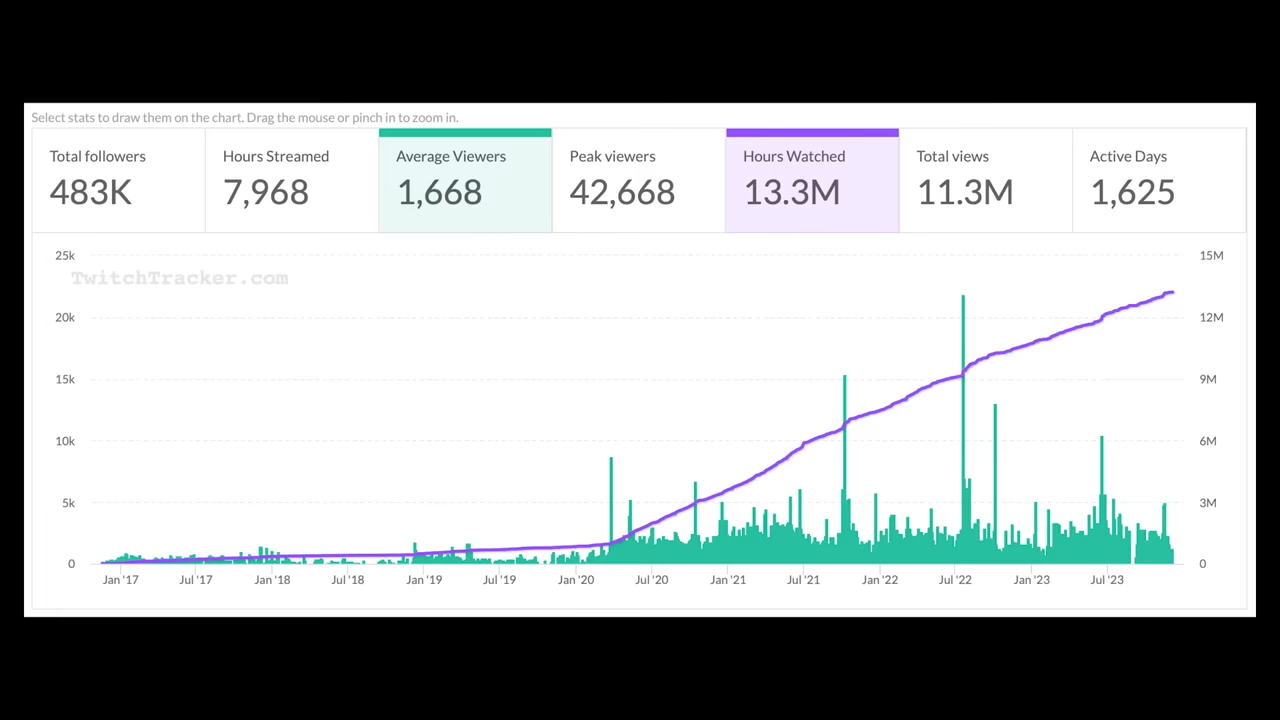 Select stats to draw them on the chart. Drag the mouse or pinch in to zoom in.
Total followers Hours Streamed Average Viewers Peak viewers Hours Watched Total views Active Days
483K 7,968 1,668 42,668 13.3M 11.3M 1,625
25k 15M
TwitchTracker.com
20k 12M
15k 9M
10k 6M
5k 3M
0 0
Jan'17 Jul '17 Jan '18 Jul '18 Jan '19 Jul '19 Jan '20 Jul '20 Jan '21 Jul '21 Jan '22 Jul '22 Jan '23 Jul '23